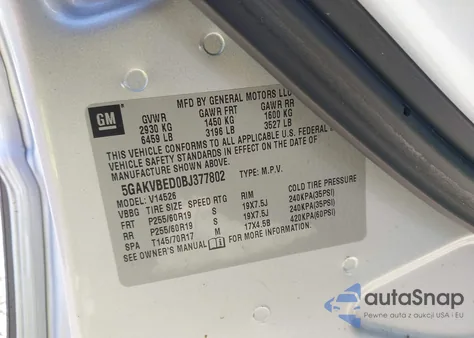 GM
MFD BY GENERAL MOTORS LLC
GVWR GAWR FRT GAWR RR
2930 KG 1450 KG 1600 KG
6459 LB 3196 LB 3527 LB
THIS VEHICLE CONFORMS TO ALL APPLICABLE U.S. FEDERAL
VEHICLE SAFETY STANDARDS IN EFFECT ON THE DATE OF
MANUFACTURE SHOWN ABOVE.
5GAKVBED0BJ377802 TYPE: M.P.V.
MODEL: V14526
VBBG TIRE SIZE SPEED RTG RIM COLD TIRE PRESSURE
FRT P255/60R19 S 19X7.5J 240KPA(35PSI)
RR P255/60R19 S 19X7.5J 240KPA(35PSI)
SPA T145/70R17 M 17X4.5B 420KPA(60PSI)
SEE OWNER'S MANUAL FOR MORE INFORMATION.
autoSnap
Pewne auta z aukcji USA i EU